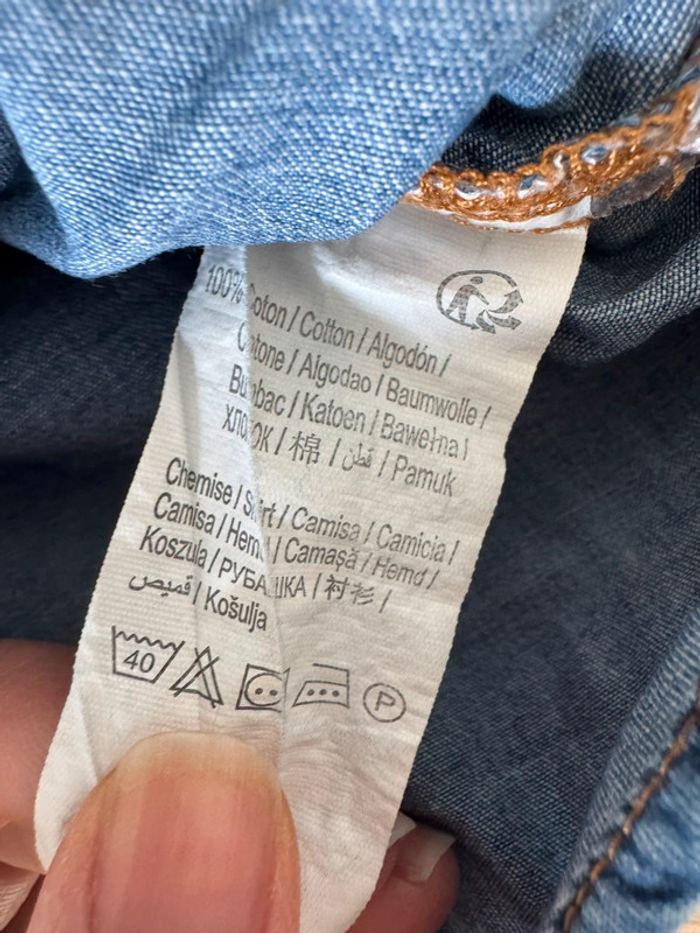 100% Coton / Cotton / Algodón /
Cotone / Algodao / Baumwolle /
Bumbac / Katoen / Bawełna /
ХЛОПОК / 棉 / قطن / Pamuk
Chemise / Shirt / Camisa / Camicia /
Camisa / Hemd / Camaşă / Hemd /
Koszula / РУБАШКА / 衬衫 /
قميص / Košulja
40
P